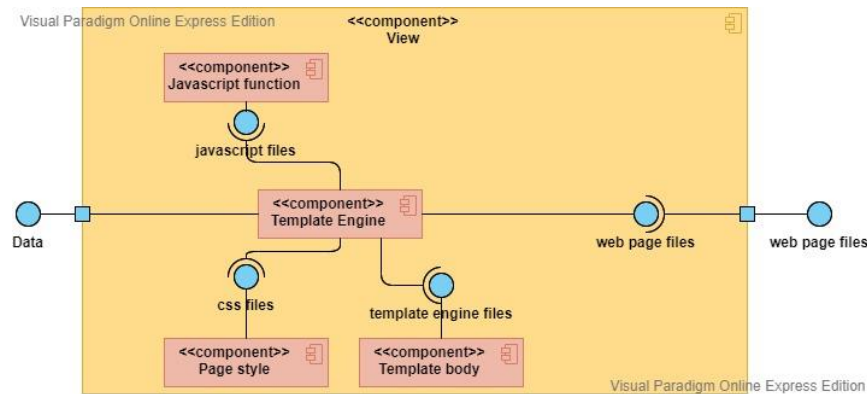 Visual Paradigm Online Express Edition
<<component>>
View
<<component>>
Javascript function
javascript files
<<component>>
Template Engine
Data
web page files
web page files
css files
template engine files
<<component>>
Page style
<<component>>
Template body
Visual Paradigm Online Express Edition